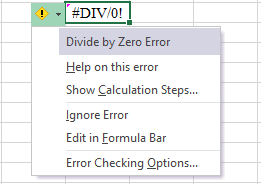 #DIV/0!
Divide by Zero Error
Help on this error
Show Calculation Steps...
Ignore Error
Edit in Formula Bar
Error Checking Options...